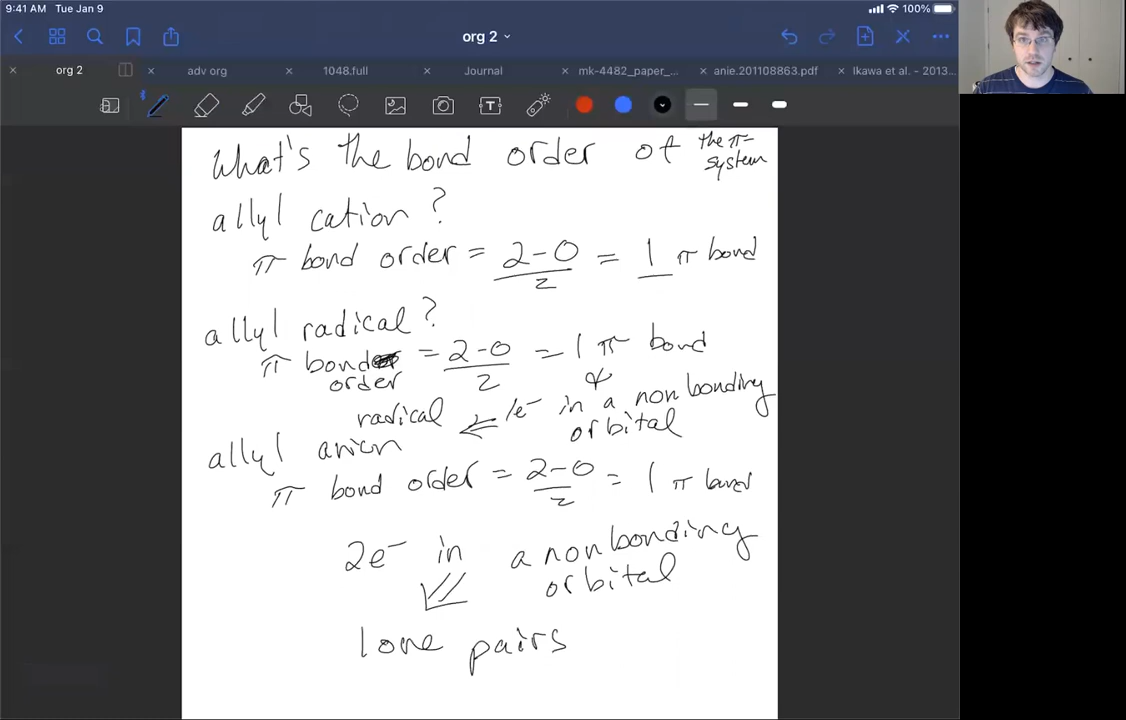 9:41 AM Tue Jan 9
100%
org 2
org 2
adv org
1048.full
Journal
mk-4482_paper_...
anie.201108863.pdf
Ikawa et al. - 2013...
What's the bond order of the π-system
allyl cation?
π bond order = 2-0/2 = 1 π bond
allyl radical?
π bond order = 2-0/2 = 1 π bond
&
radical ⇐ 1e⁻ in a nonbonding orbital
allyl anion
π bond order = 2-0/2 = 1 π bond
2e⁻ in a nonbonding orbital
lone pairs